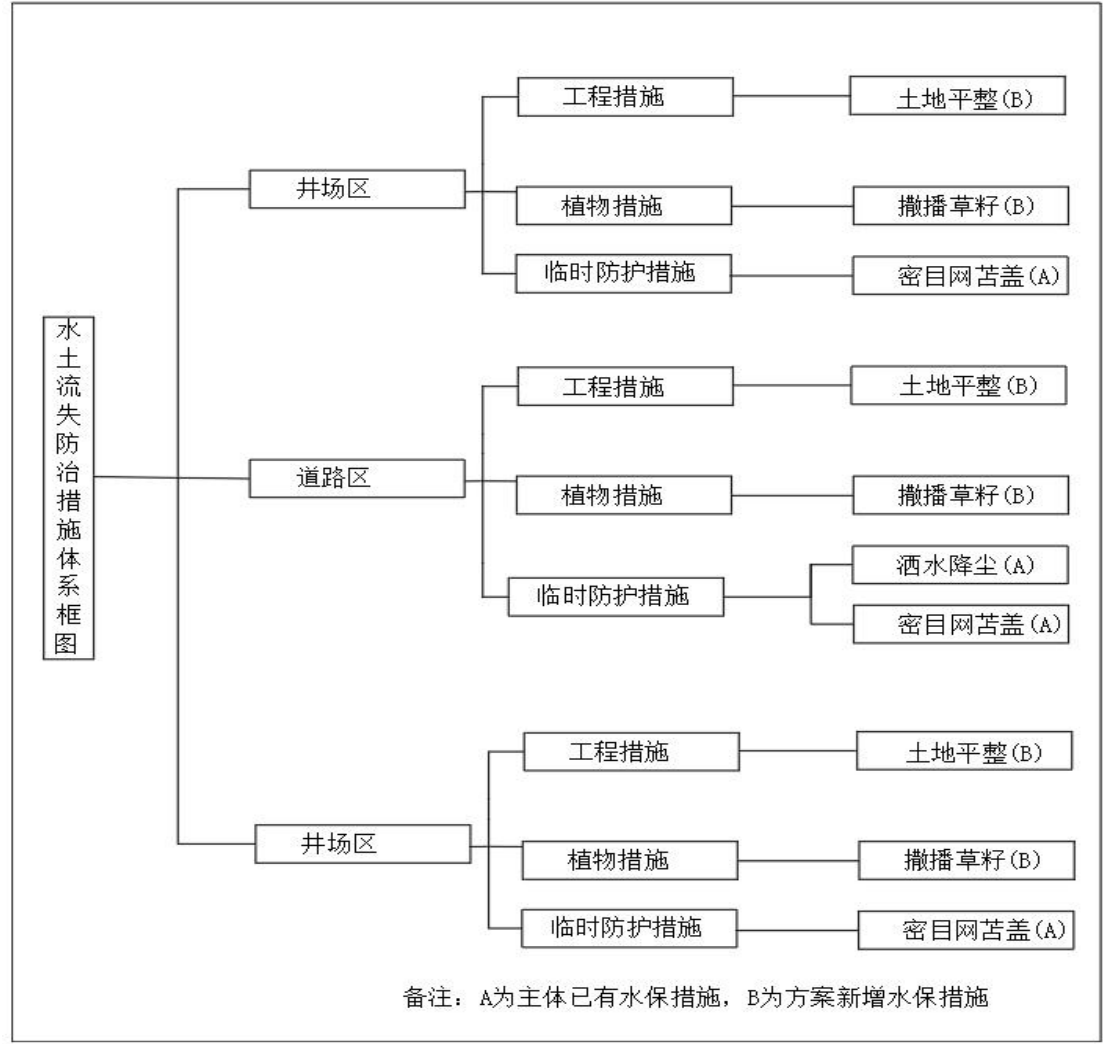 水土流失防治措施体系框图
井场区
工程措施
土地平整(B)
植物措施
撒播草籽(B)
临时防护措施
密目网苫盖(A)
道路区
工程措施
土地平整(B)
植物措施
撒播草籽(B)
临时防护措施
洒水降尘(A)
密目网苫盖(A)
井场区
工程措施
土地平整(B)
植物措施
撒播草籽(B)
临时防护措施
密目网苫盖(A)
备注：A为主体已有水保措施，B为方案新增水保措施